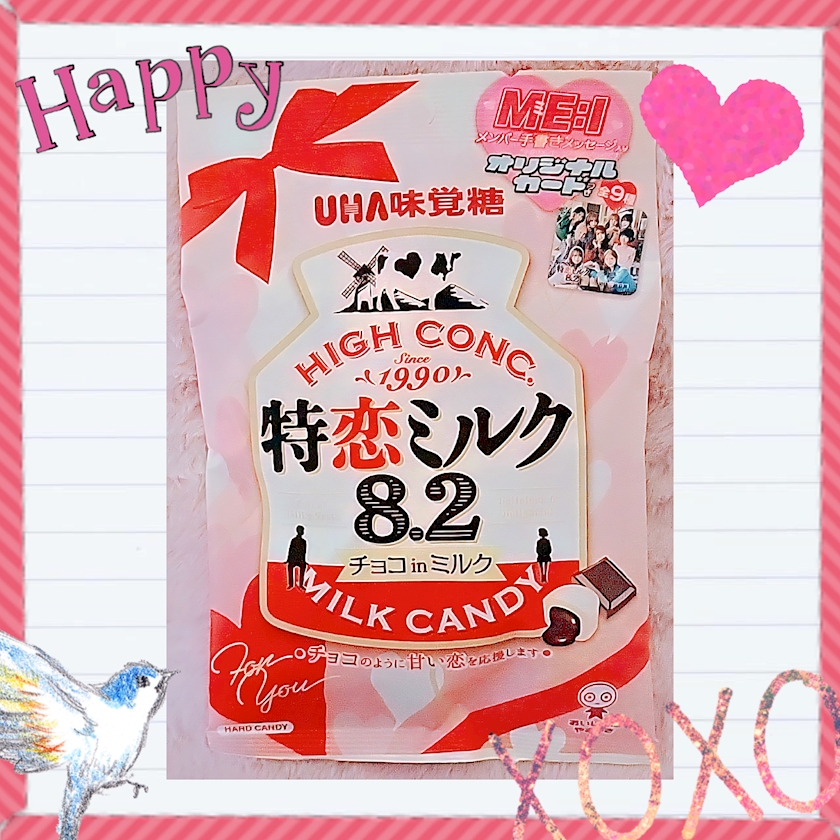 Happy
ME:I
メンバー手書きメッセージ入り
オリジナル
カード
全9種
UHA味覚糖
HIGH CONC.
Since
1990
特恋ミルク
8.2
チョコinミルク
MILK CANDY
For
You
チョコのように甘い恋を応援します
HARD CANDY
XOXO